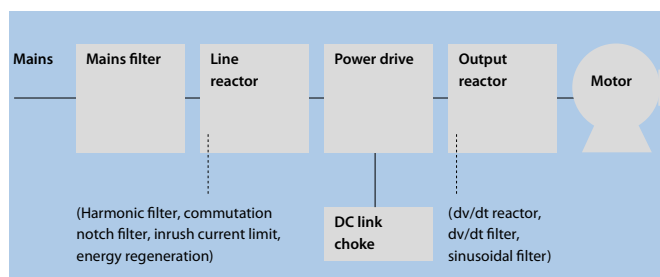 Mains
Mains filter
Line
reactor
Power drive
Output
reactor
Motor
(Harmonic filter, commutation
notch filter, inrush current limit,
energy regeneration)
DC link
choke
(dv/dt reactor,
dv/dt filter,
sinusoidal filter)